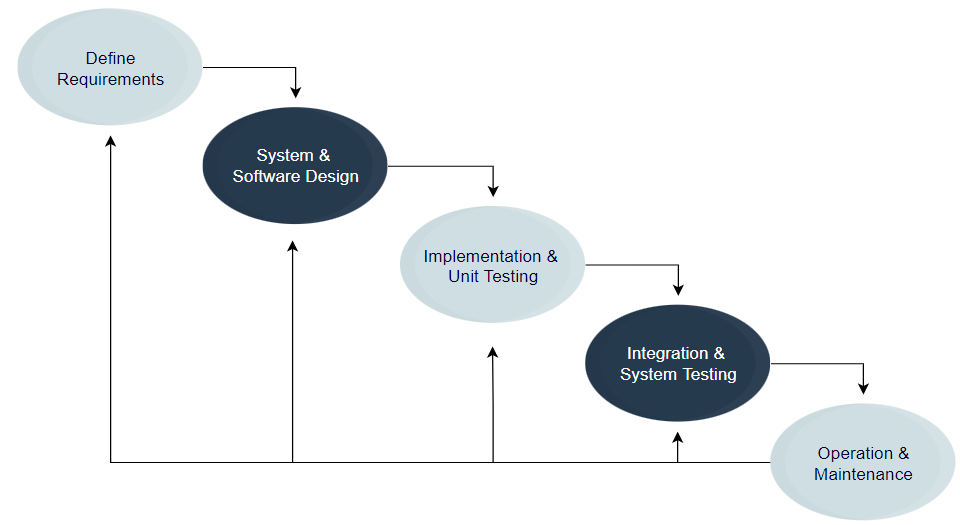 Define
Requirements
System &
Software Design
Implementation &
Unit Testing
Integration &
System Testing
Operation &
Maintenance